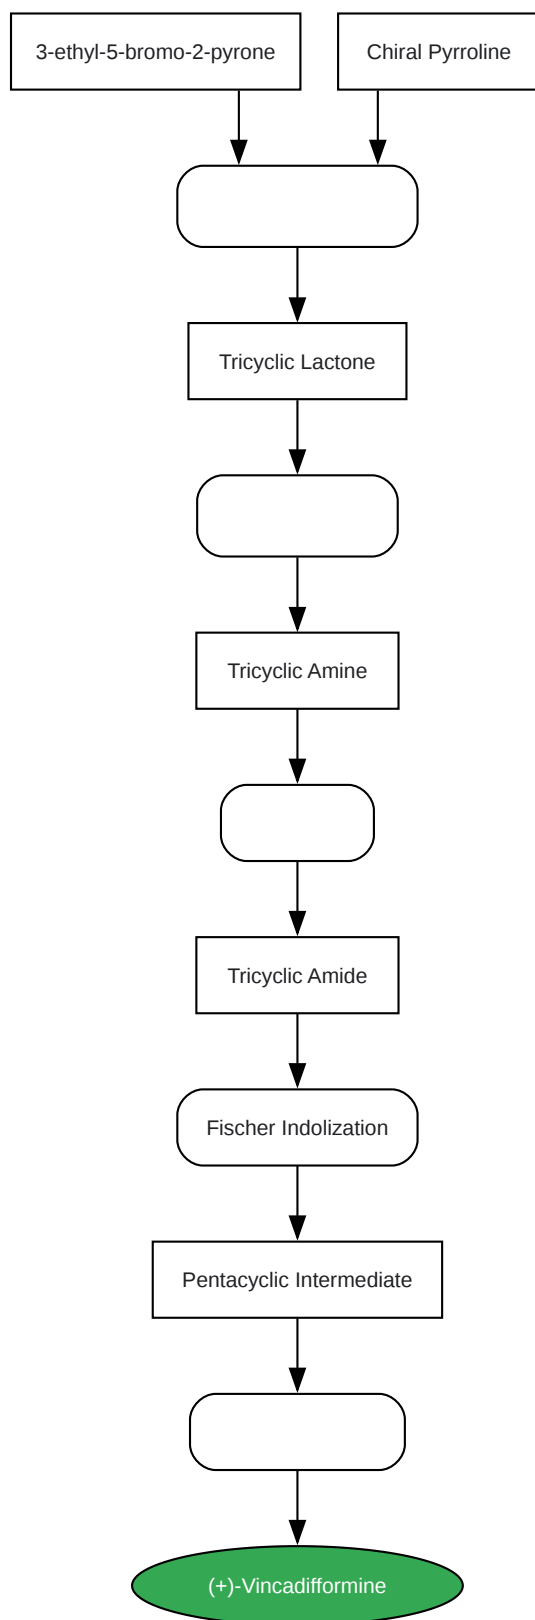 3-ethyl-5-bromo-2-pyrone
Chiral Pyrroline
Tricyclic Lactone
Tricyclic Amine
Tricyclic Amide
Fischer Indolization
Pentacyclic Intermediate
(+)-Vincadifformine